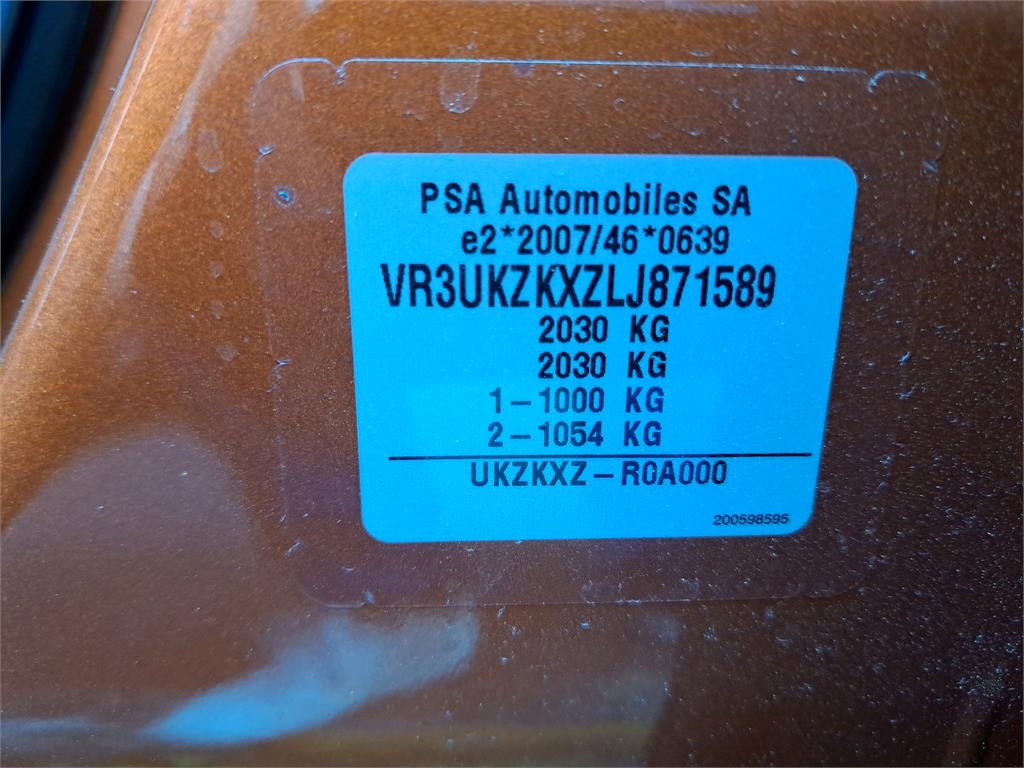 PSA Automobiles SA
e2*2007/46*0639
VR3UKZKXZLJ871589
2030 KG
2030 KG
1-1000 KG
2-1054 KG
UKZKXZ-R0A000
200598595